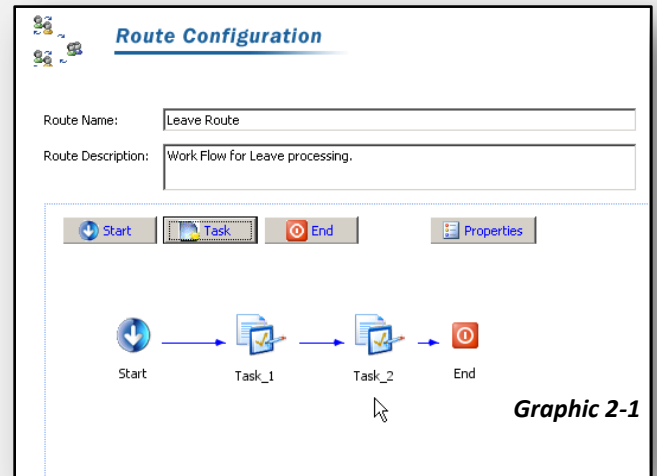 Route Configuration
Route Name: Leave Route
Route Description: Work Flow for Leave processing.
Start Task End Properties
Start Task_1 Task_2 End
Graphic 2-1